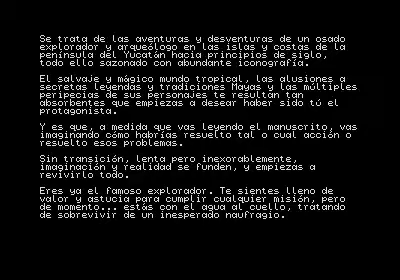 Se trata de las aventuras y desventuras de un osado
explorador y arqueólogo en las islas y costas de la
península del Yucatán hacia principios de siglo,
todo ello sazonado con abundante iconografía.
El salvaje y mágico mundo tropical, las alusiones a
secretas leyendas y tradiciones Mayas y las múltiples
peripecias de sus personajes te resultan tan
absorbentes que empiezas a desear haber sido tú el
protagonista.
Y es que, a medida que vas leyendo el manuscrito, vas
imaginando cómo habrías resuelto tal o cual acción o
resuelto esos problemas.
Sin transición, lenta pero inexorablemente,
imaginación y realidad se funden, y empiezas a
revivirlo todo.
Eres ya el famoso explorador. Te sientes lleno de
valor y astucia para cumplir cualquier misión, pero
de momento... estás con el agua al cuello, tratando
de sobrevivir de un inesperado naufragio.